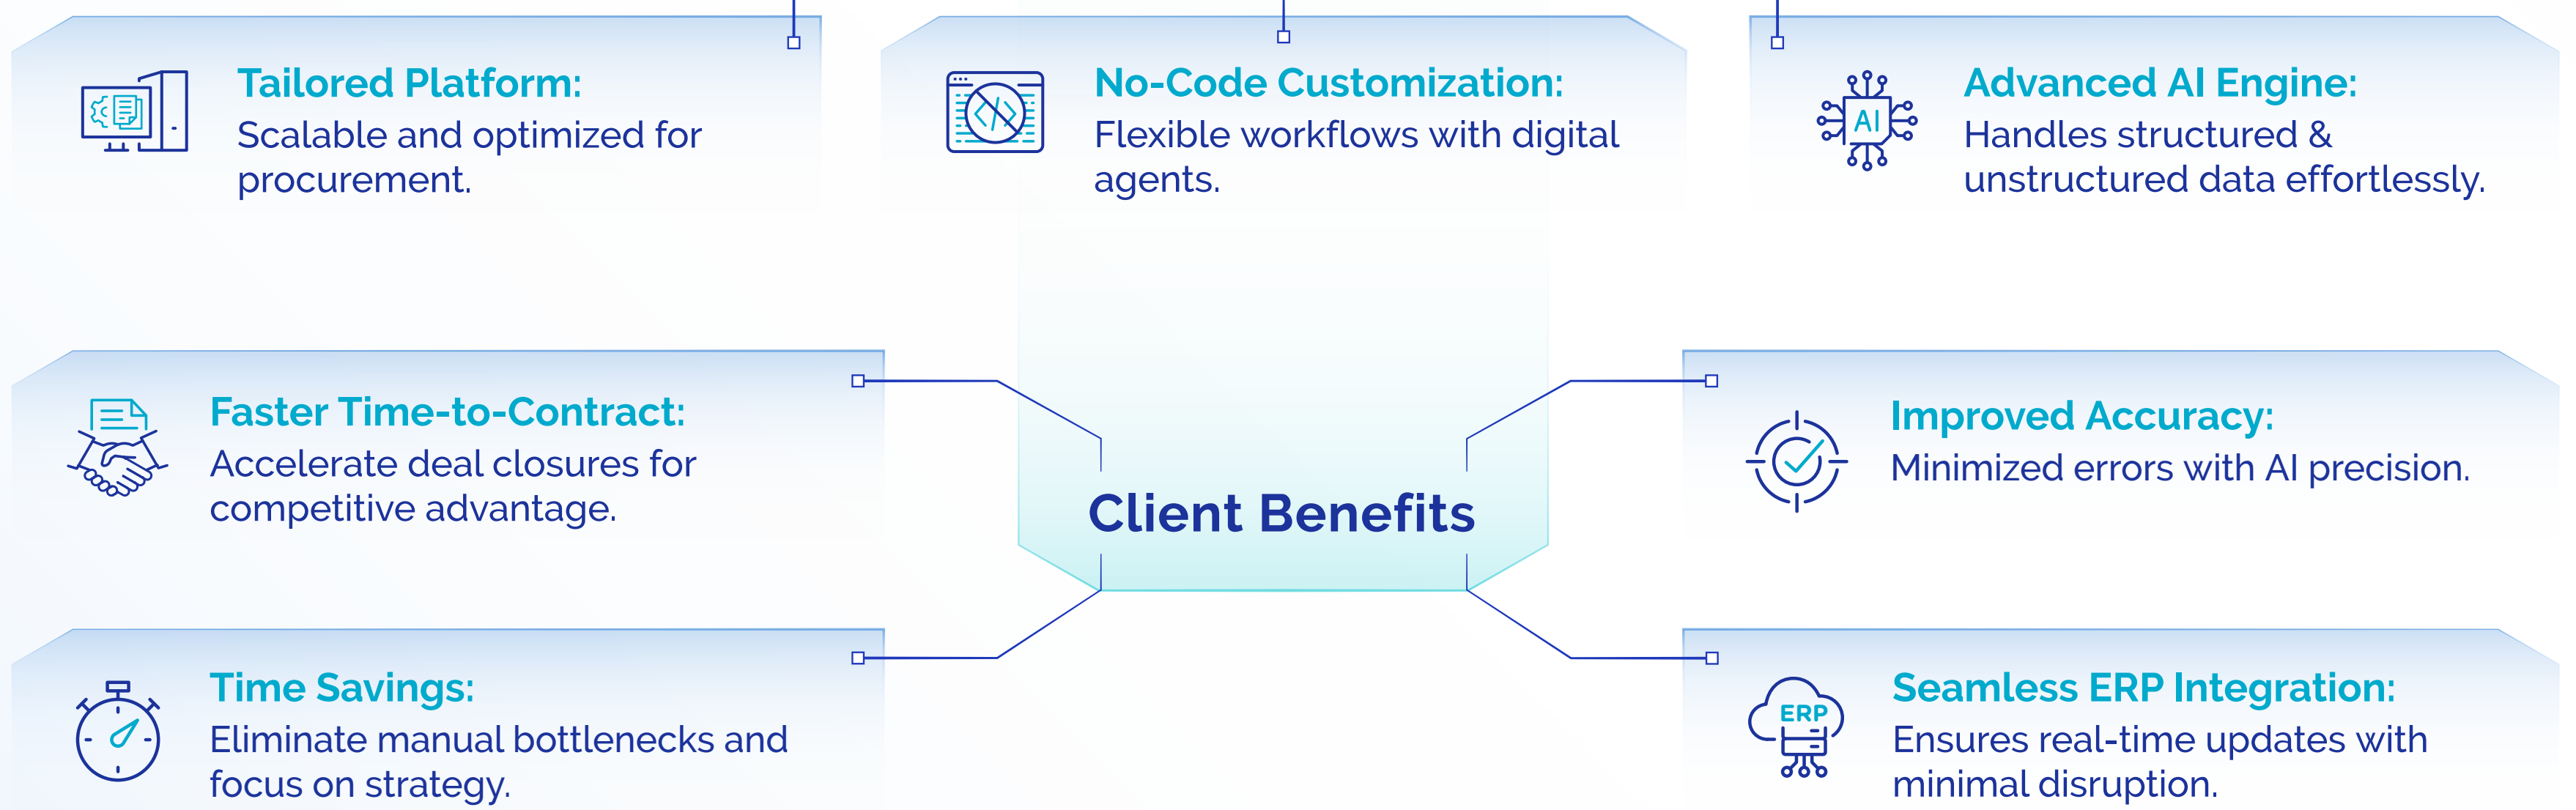 Tailored Platform:
Scalable and optimized for
procurement.
No-Code Customization:
Flexible workflows with digital
agents.
AI
Advanced AI Engine:
Handles structured &
unstructured data effortlessly.
Faster Time-to-Contract:
Accelerate deal closures for
competitive advantage.
Client Benefits
Improved Accuracy:
Minimized errors with AI precision.
Time Savings:
Eliminate manual bottlenecks and
focus on strategy.
ERP
Seamless ERP Integration:
Ensures real-time updates with
minimal disruption.